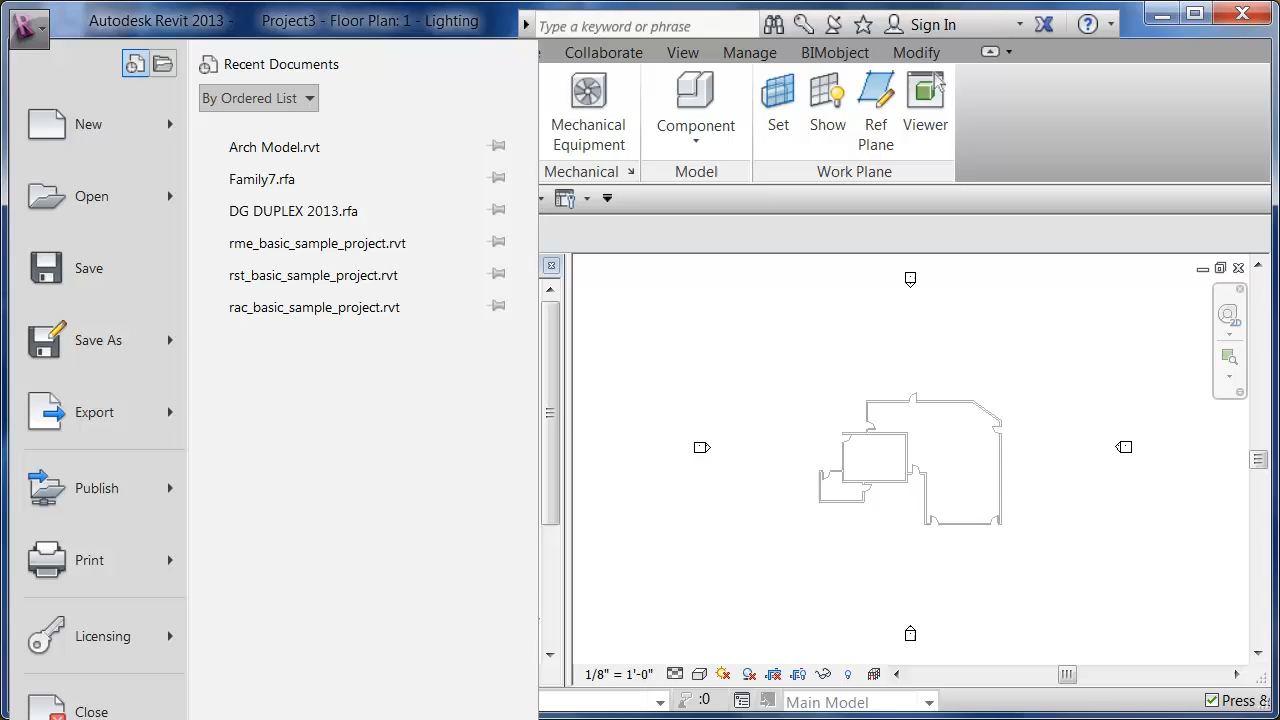 Autodesk Revit 2013 - Project3 - Floor Plan: 1 - Lighting
Type a keyword or phrase
Sign In
Collaborate View Manage BIMobject Modify
Recent Documents
By Ordered List
New
Open
Save
Save As
Export
Publish
Print
Licensing
Close
Arch Model.rvt
Family7.rfa
DG DUPLEX 2013.rfa
rme_basic_sample_project.rvt
rst_basic_sample_project.rvt
rac_basic_sample_project.rvt
Mechanical
Equipment
Component
Set
Show
Ref
Plane
Viewer
Mechanical
Model
Work Plane
2D
1/8" = 1'-0"
:0
Main Model
Press &